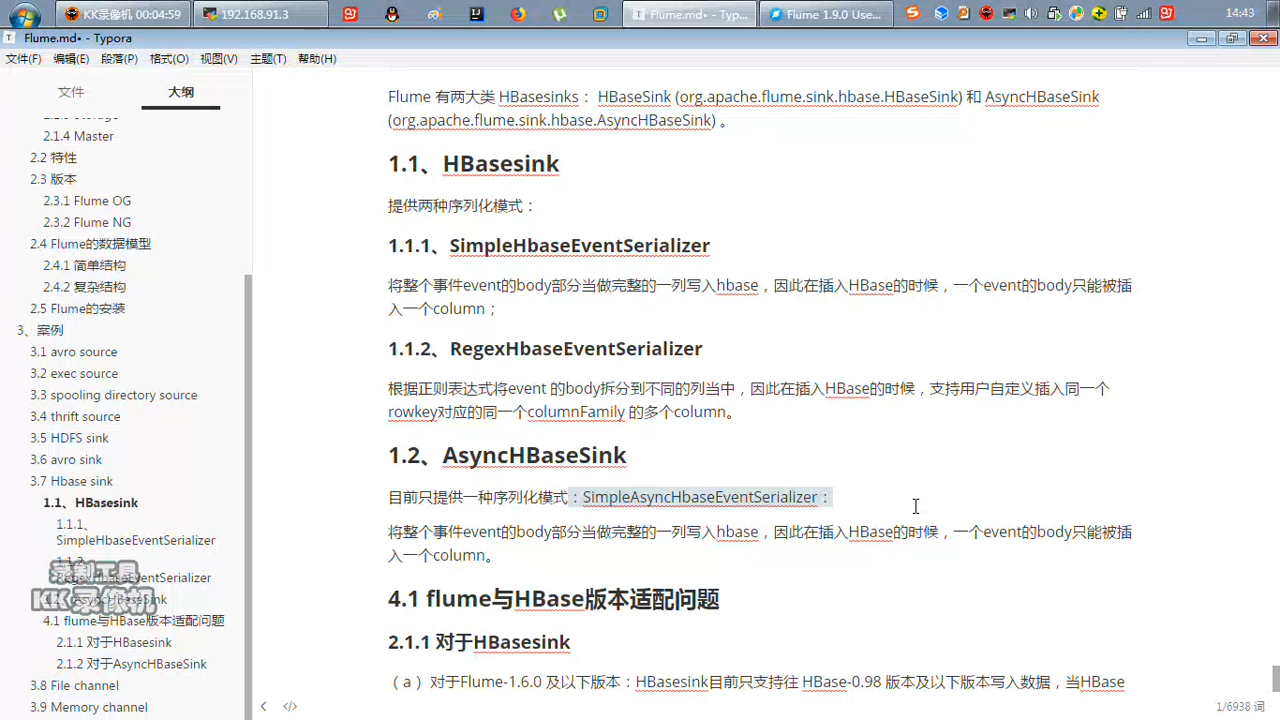 KK录像机 00:04:59
192.168.91.3
Flume.md• - Typ...
Flume 1.9.0 Use...
14:43
Flume.md• - Typora
文件(F) 编辑(E) 段落(P) 格式(O) 视图(V) 主题(T) 帮助(H)
文件 大纲
2.1.4 Master
2.2 特性
2.3 版本
2.3.1 Flume OG
2.3.2 Flume NG
2.4 Flume的数据模型
2.4.1 简单结构
2.4.2 复杂结构
2.5 Flume的安装
3、案例
3.1 avro source
3.2 exec source
3.3 spooling directory source
3.4 thrift source
3.5 HDFS sink
3.6 avro sink
3.7 Hbase sink
1.1、HBasesink
1.1.1、
SimpleHbaseEventSerializer
1.1.2、
RegexHbaseEventSerializer
1.2、AsyncHBaseSink
4.1 flume与HBase版本适配问题
2.1.1 对于HBasesink
2.1.2 对于AsyncHBaseSink
3.8 File channel
3.9 Memory channel
录制工具
KK录像机
Flume 有两大类 HBasesinks： HBaseSink (org.apache.flume.sink.hbase.HBaseSink) 和 AsyncHBaseSink
(org.apache.flume.sink.hbase.AsyncHBaseSink) 。
1.1、HBasesink
提供两种序列化模式：
1.1.1、SimpleHbaseEventSerializer
将整个事件event的body部分当做完整的一列写入hbase，因此在插入HBase的时候，一个event的body只能被插
入一个column；
1.1.2、RegexHbaseEventSerializer
根据正则表达式将event 的body拆分到不同的列当中，因此在插入HBase的时候，支持用户自定义插入同一个
rowkey对应的同一个columnFamily 的多个column。
1.2、AsyncHBaseSink
目前只提供一种序列化模式：SimpleAsyncHbaseEventSerializer：
将整个事件event的body部分当做完整的一列写入hbase，因此在插入HBase的时候，一个event的body只能被插
入一个column。
4.1 flume与HBase版本适配问题
2.1.1 对于HBasesink
（a）对于Flume-1.6.0 及以下版本：HBasesink目前只支持往 HBase-0.98 版本及以下版本写入数据，当HBase
1/6938 词